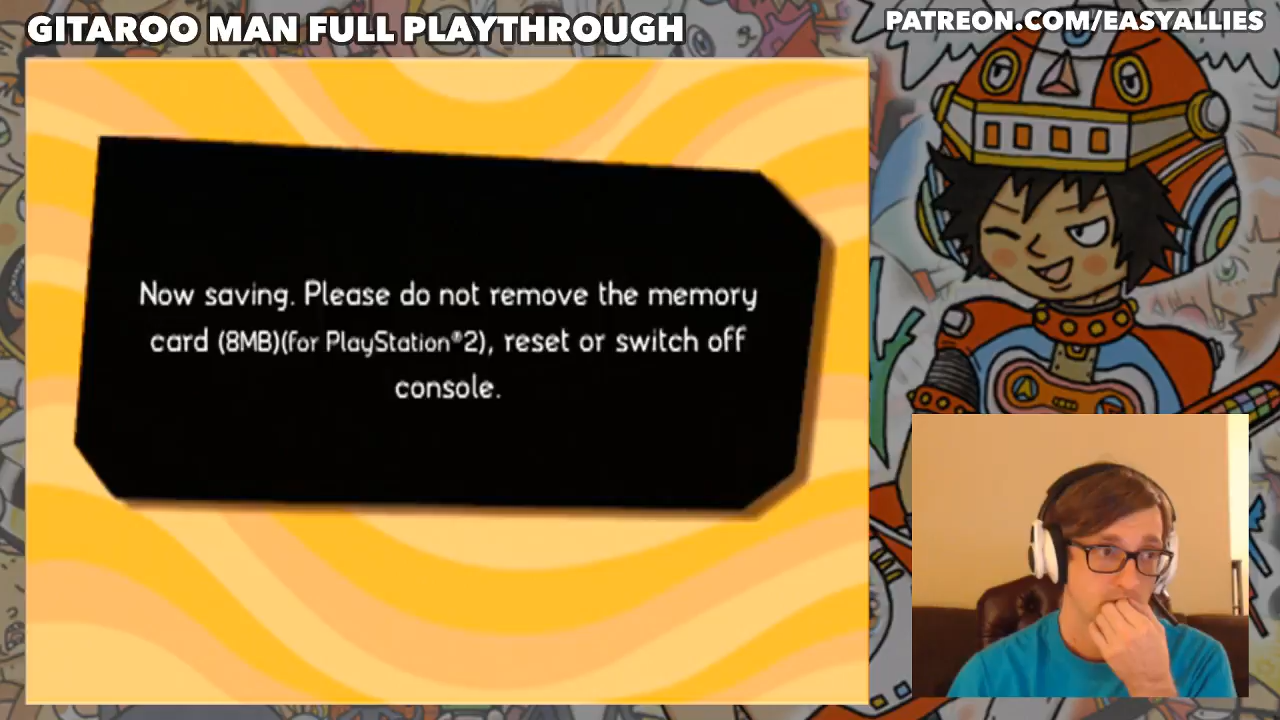 GITAROO MAN FULL PLAYTHROUGH
PATREON.COM/EASYALLIES
Now saving. Please do not remove the memory
card (8MB)(for PlayStation®2), reset or switch off
console.